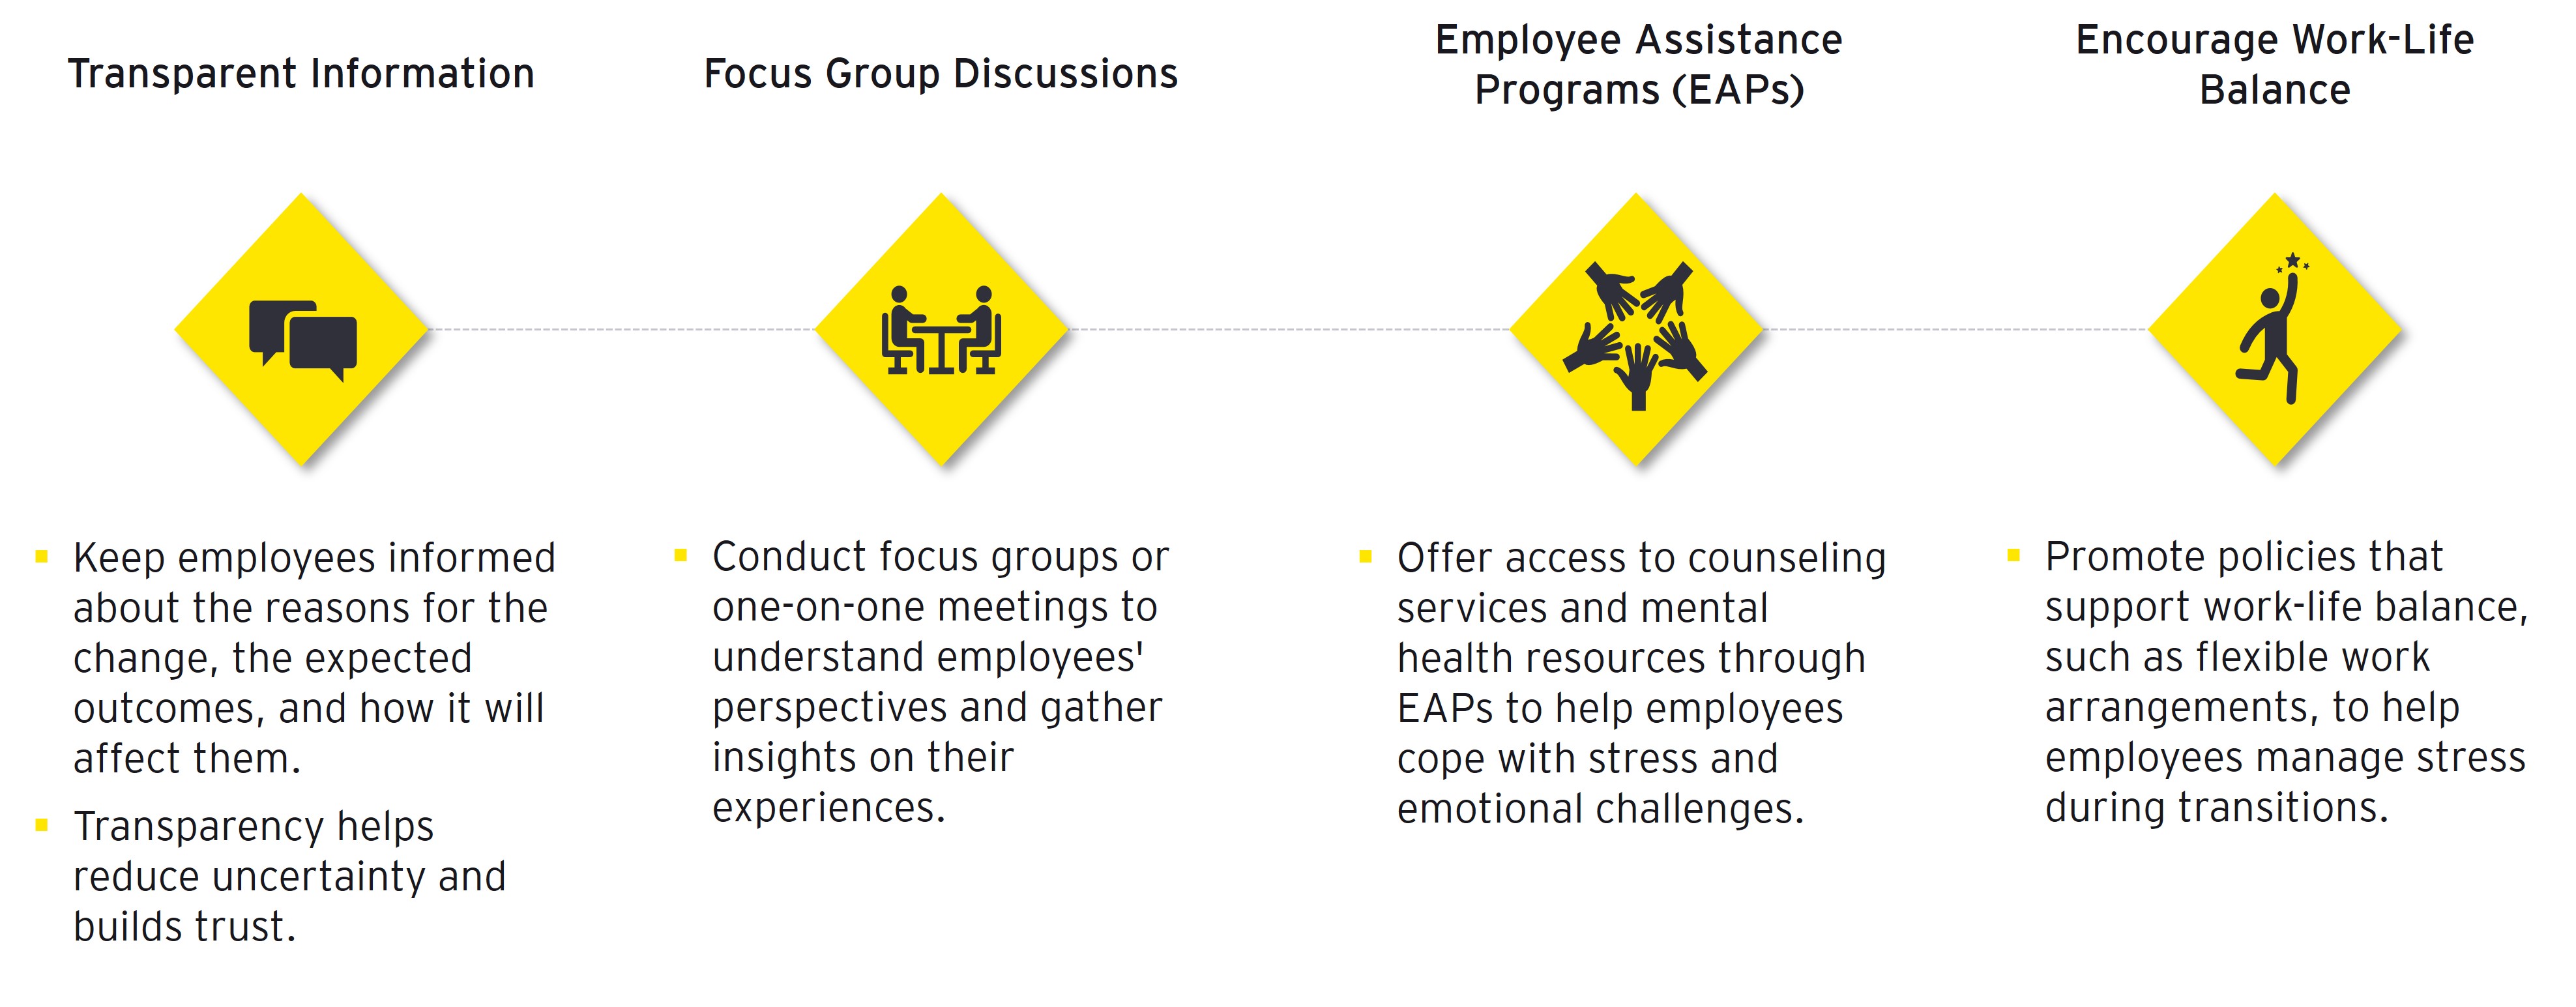 Transparent Information
Focus Group Discussions
Employee Assistance
Programs (EAPs)
Encourage Work-Life
Balance
Keep employees informed
about the reasons for the
change, the expected
outcomes, and how it will
affect them.
Transparency helps
reduce uncertainty and
builds trust.
Conduct focus groups or
one-on-one meetings to
understand employees'
perspectives and gather
insights on their
experiences.
Offer access to counseling
services and mental
health resources through
EAPs to help employees
cope with stress and
emotional challenges.
Promote policies that
support work-life balance,
such as flexible work
arrangements, to help
employees manage stress
during transitions.